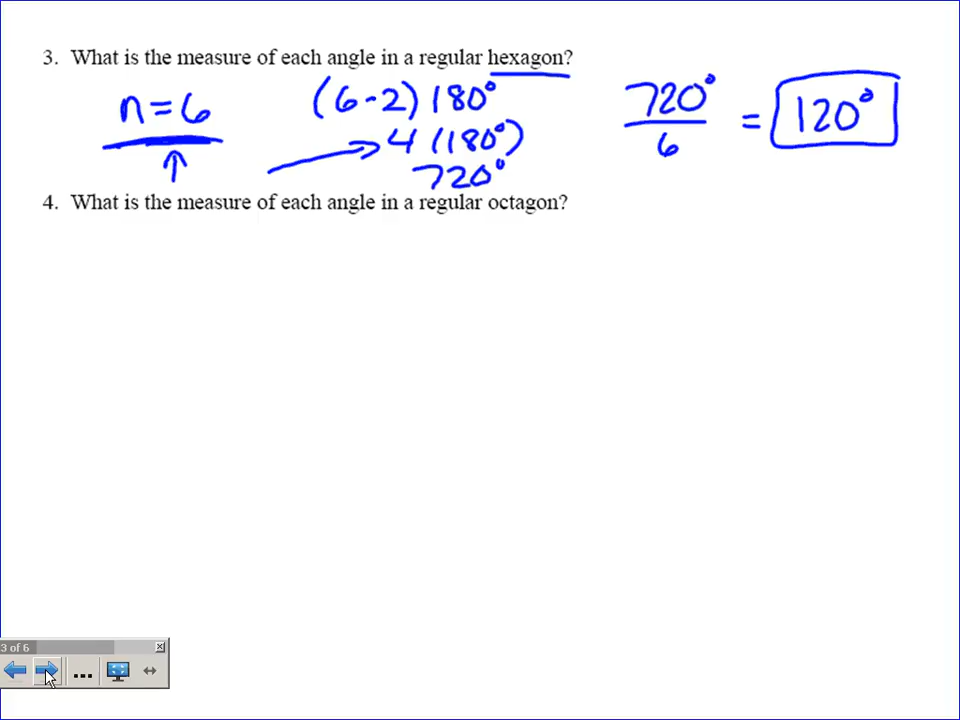 3. What is the measure of each angle in a regular hexagon?
n=6
(6-2) 180°
4 (180°)
720°
720°
6
= 120°
4. What is the measure of each angle in a regular octagon?
3 of 6
...